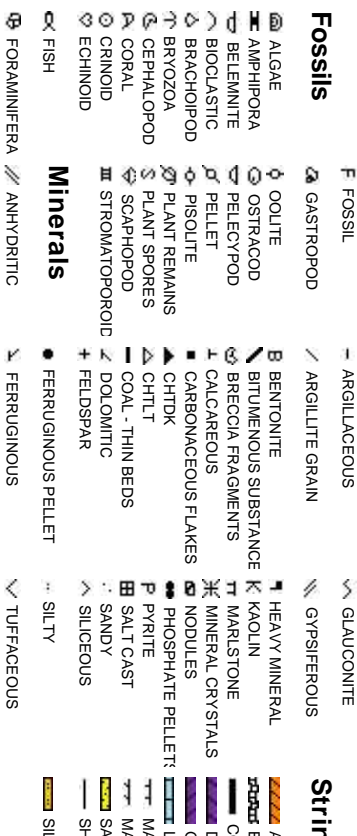 Fossils
ALGAE
AMPHIPORA
BELEMNITE
BIOCLASTIC
BRACHOIPOD
BRYOZOA
CEPHALOPOD
CORAL
CRINOID
ECHINOID
FISH
FORAMINIFERA
F FOSSIL
GASTROPOD
OOLITE
OSTRACOD
PELECYPOD
PELLET
PISOLITE
PLANT REMAINS
PLANT SPORES
SCAPHOPOD
STROMATOPOROID
Minerals
ANHYDRITIC
ARGILLACEOUS
ARGILLITE GRAIN
B BENTONITE
BITUMENOUS SUBSTANCE
BRECCIA FRAGMENTS
CALCAREOUS
CARBONACEOUS FLAKES
CHTDK
CHTLT
COAL - THIN BEDS
DOLOMITIC
FELDSPAR
FERRUGINOUS PELLET
FERRUGINOUS
GLAUCONITE
GYPSIFEROUS
HEAVY MINERAL
K KAOLIN
MARLSTONE
MINERAL CRYSTALS
NODULES
PHOSPHATE PELLETS
P PYRITE
SALT CAST
SANDY
SILICEOUS
SILTY
TUFFACEOUS